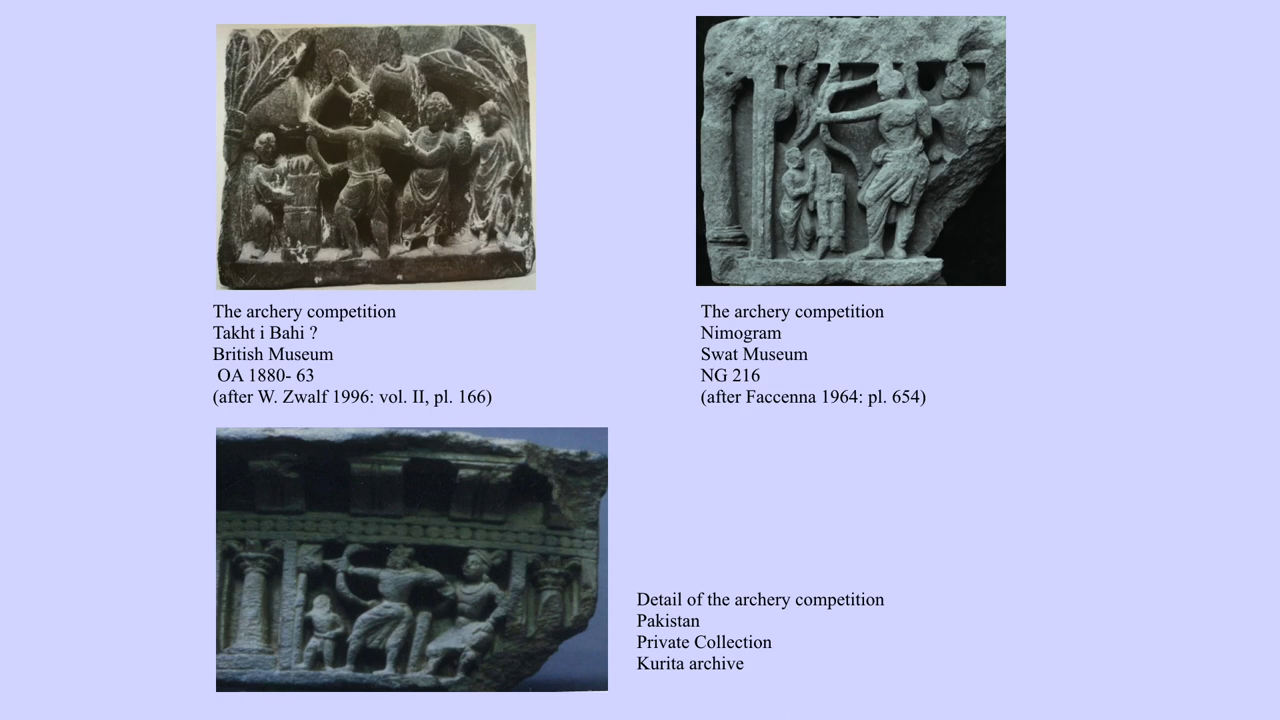 The archery competition
Takht i Bahi ?
British Museum
OA 1880- 63
(after W. Zwalf 1996: vol. II, pl. 166)
The archery competition
Nimogram
Swat Museum
NG 216
(after Faccenna 1964: pl. 654)
Detail of the archery competition
Pakistan
Private Collection
Kurita archive